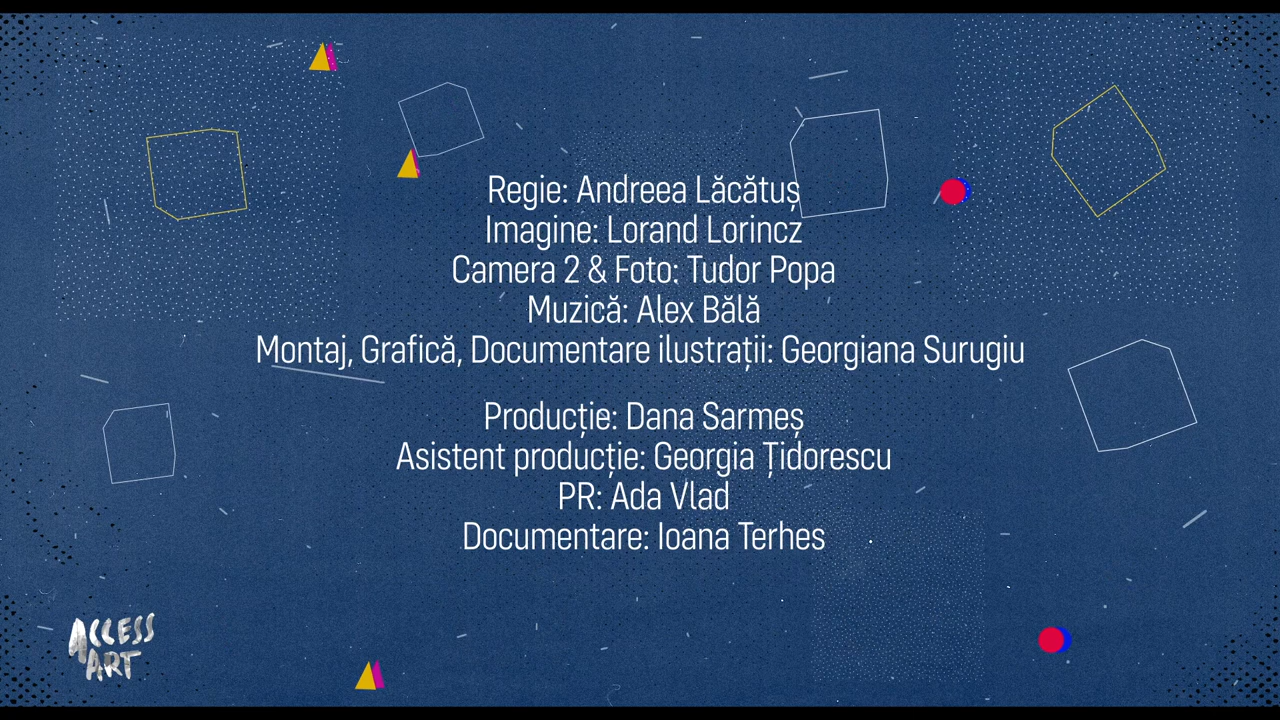 Regie: Andreea Lăcătuș
Imagine: Lorand Lorincz
Camera 2 & Foto: Tudor Popa
Muzică: Alex Bălă
Montaj, Grafică, Documentare ilustrații: Georgiana Surugiu
Producție: Dana Sarmeș
Asistent producție: Georgia Țidorescu
PR: Ada Vlad
Documentare: Ioana Terhes
ACCESS
ART